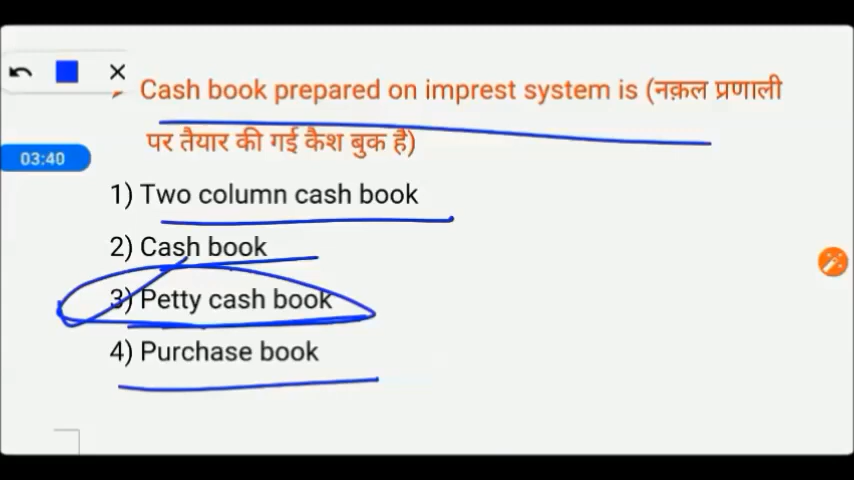 Cash book prepared on imprest system is (नक़ल प्रणाली
पर तैयार की गई कैश बुक है)
03:40
1) Two column cash book
2) Cash book
3) Petty cash book
4) Purchase book